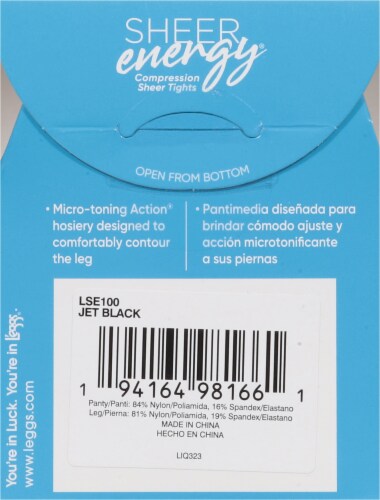 SHEER
energy®
Compression
Sheer Tights
OPEN FROM BOTTOM
• Micro-toning Action®
hosiery designed to
comfortably contour
the leg
• Pantimedia diseñada para
brindar cómodo ajuste y
acción microtonificante
a sus piernas
LSE100
JET BLACK
1 94164 98166 1
Panty/Panti: 84% Nylon/Poliamida, 16% Spandex/Elastano
Leg/Pierna: 81% Nylon/Poliamida, 19% Spandex/Elastano
MADE IN CHINA
HECHO EN CHINA
LIQ323
You're in Luck. You're in Leggs.
www.leggs.com